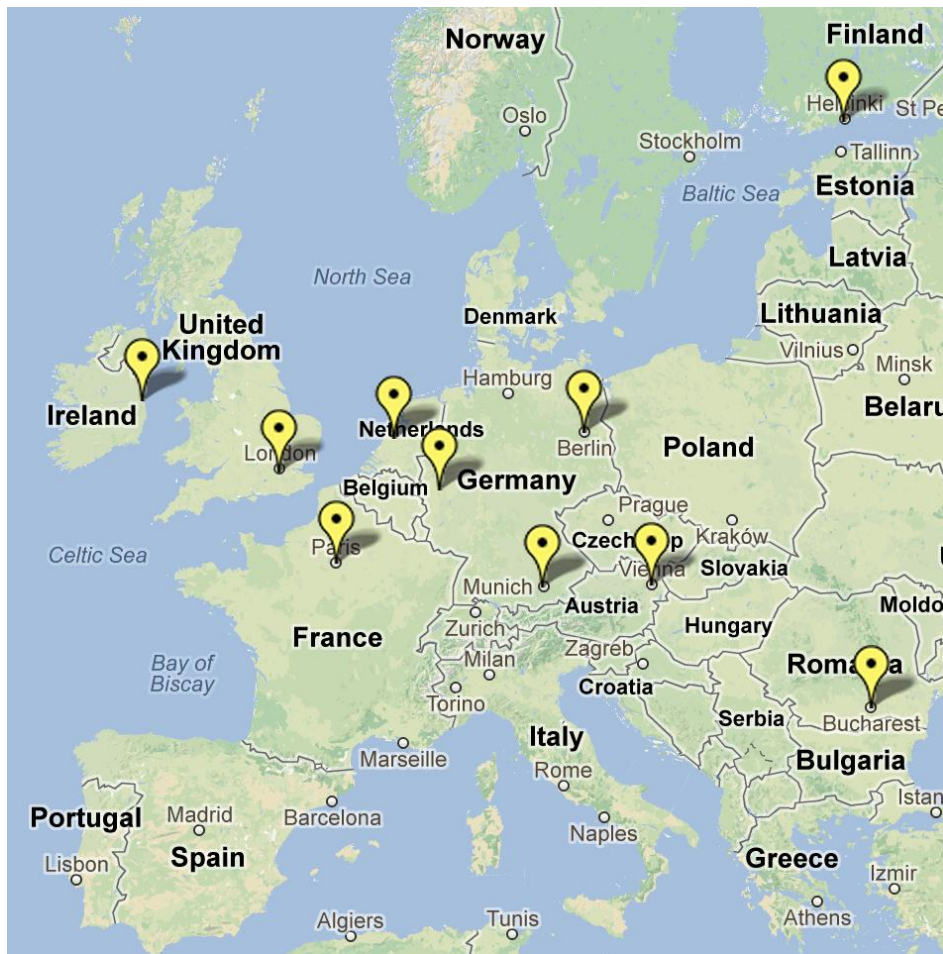 Norway
Finland
Helsinki
St Pe
Oslo
Stockholm
Tallinn
Baltic Sea
Estonia
North Sea
Latvia
United
Kingdom
Denmark
Lithuania
Vilnius
Minsk
Hamburg
Ireland
Belaru
Netherlands
London
Berlin
Poland
Belgium
Germany
Prague
Celtic Sea
Paris
Czech Rep
Kraków
Munich
Vienna
Slovakia
Austria
Moldo
Zurich
Hungary
France
Zagreb
Bay of
Biscay
Milan
Romania
Torino
Croatia
Serbia
Bucharest
Italy
Marseille
Bulgaria
Rome
Portugal
Madrid
Barcelona
Istan
Naples
Lisbon
Spain
Greece
Izmir
Algiers
Tunis
Athens